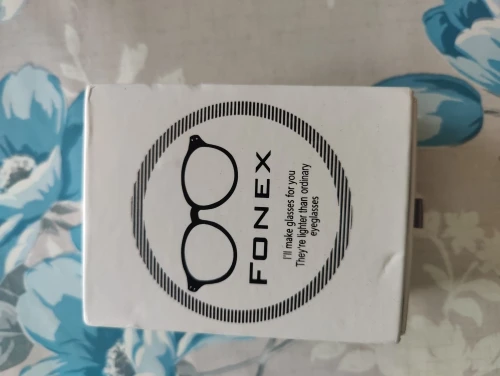 FONEX
I'll make glasses for you
They're lighter than ordinary
eyeglasses